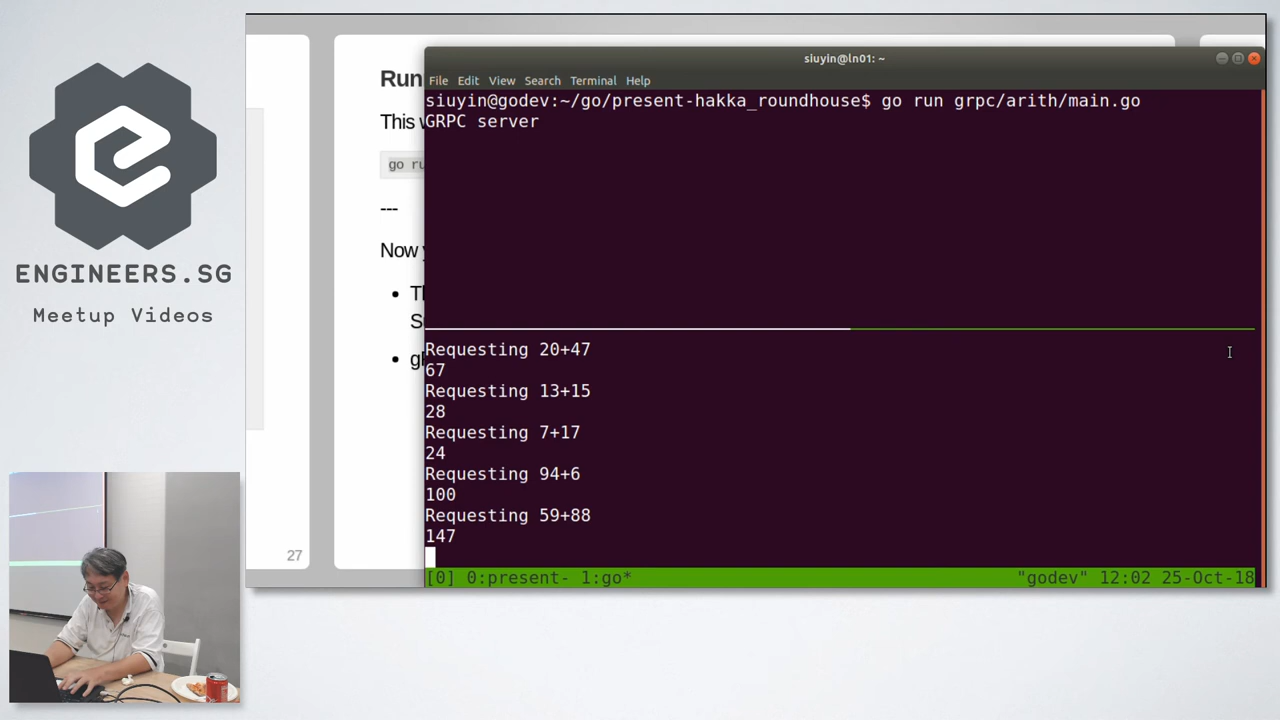 ENGINEERS.SG
Meetup Videos
Run
This w
go ru
---
Now y
• Th
S
• gl
27
siuyin@ln01: ~
File Edit View Search Terminal Help
siuyin@godev:~/go/present-hakka_roundhouse$ go run grpc/arith/main.go
GRPC server
Requesting 20+47
67
Requesting 13+15
28
Requesting 7+17
24
Requesting 94+6
100
Requesting 59+88
147
[0] 0:present- 1:go* "godev" 12:02 25-Oct-18